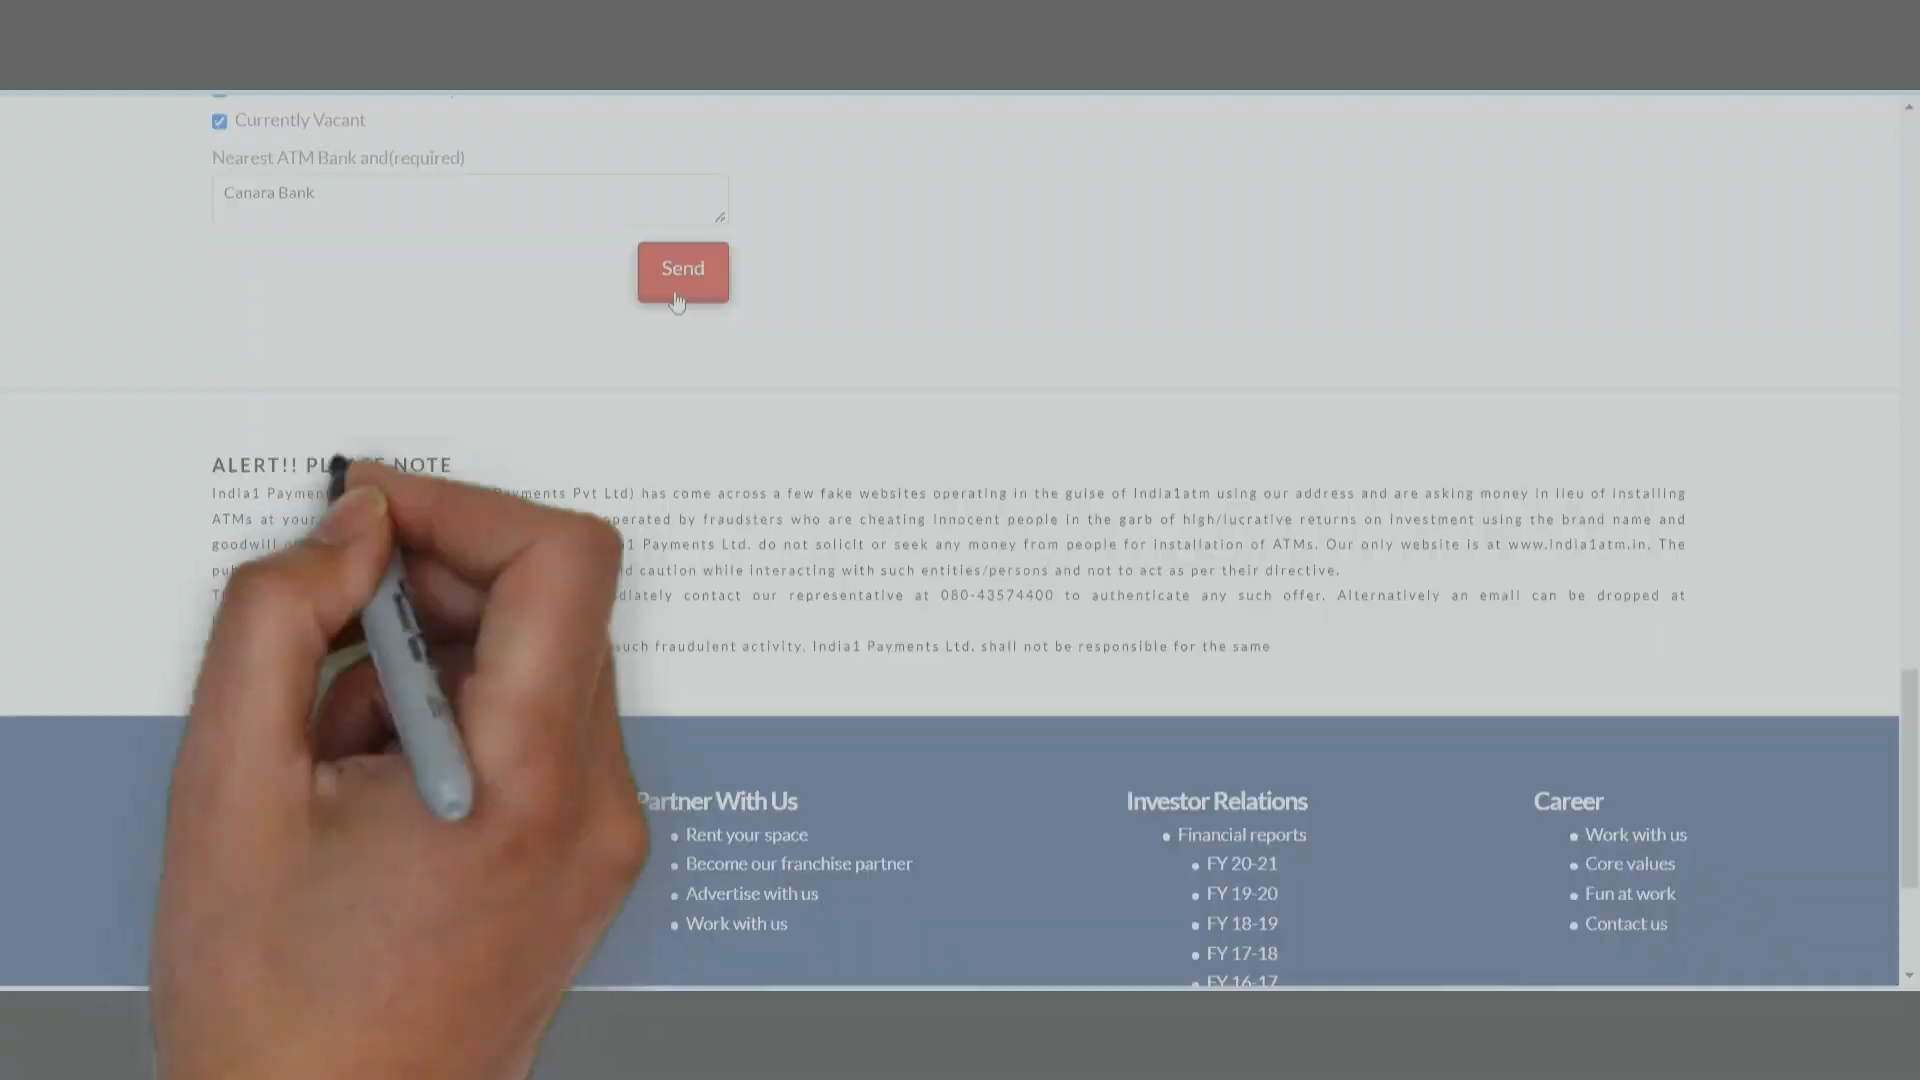 Currently Vacant
Nearest ATM Bank and(required)
Canara Bank
Send
ALERT!! NOTE
India1 Payments Pvt Ltd) has come across a few fake websites operating in the guise of India1atm using our address and are asking money in lieu of installing
ATMs at your operated by fraudsters who are cheating innocent people in the garb of high/lucrative returns on investment using the brand name and
goodwill Payments Ltd. do not solicit or seek any money from people for installation of ATMs. Our only website is at www.india1atm.in. The
caution while interacting with such entities/persons and not to act as per their directive.
contact our representative at 080-43574400 to authenticate any such offer. Alternatively an email can be dropped at
such fraudulent activity, India1 Payments Ltd. shall not be responsible for the same
Partner With Us
Rent your space
Become our franchise partner
Advertise with us
Work with us
Investor Relations
Financial reports
FY 20-21
FY 19-20
FY 18-19
FY 17-18
FY 16-17
Career
Work with us
Core values
Fun at work
Contact us